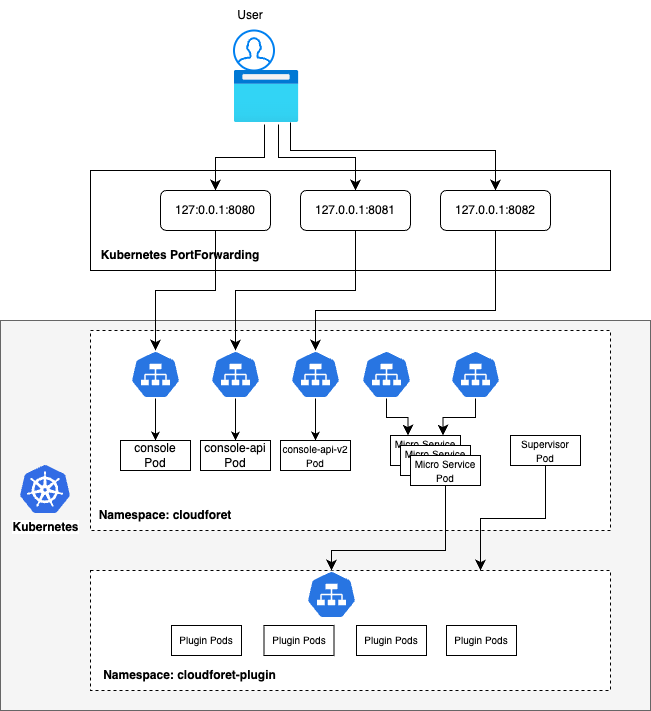 User
127:0.0.1:8080
127.0.0.1:8081
127.0.0.1:8082
Kubernetes PortForwarding
console
Pod
console-api
Pod
console-api-v2
Pod
Micro Service
Micro Service
Micro Service
Pod
Supervisor
Pod
Kubernetes
Namespace: cloudforet
Plugin Pods
Plugin Pods
Plugin Pods
Plugin Pods
Namespace: cloudforet-plugin